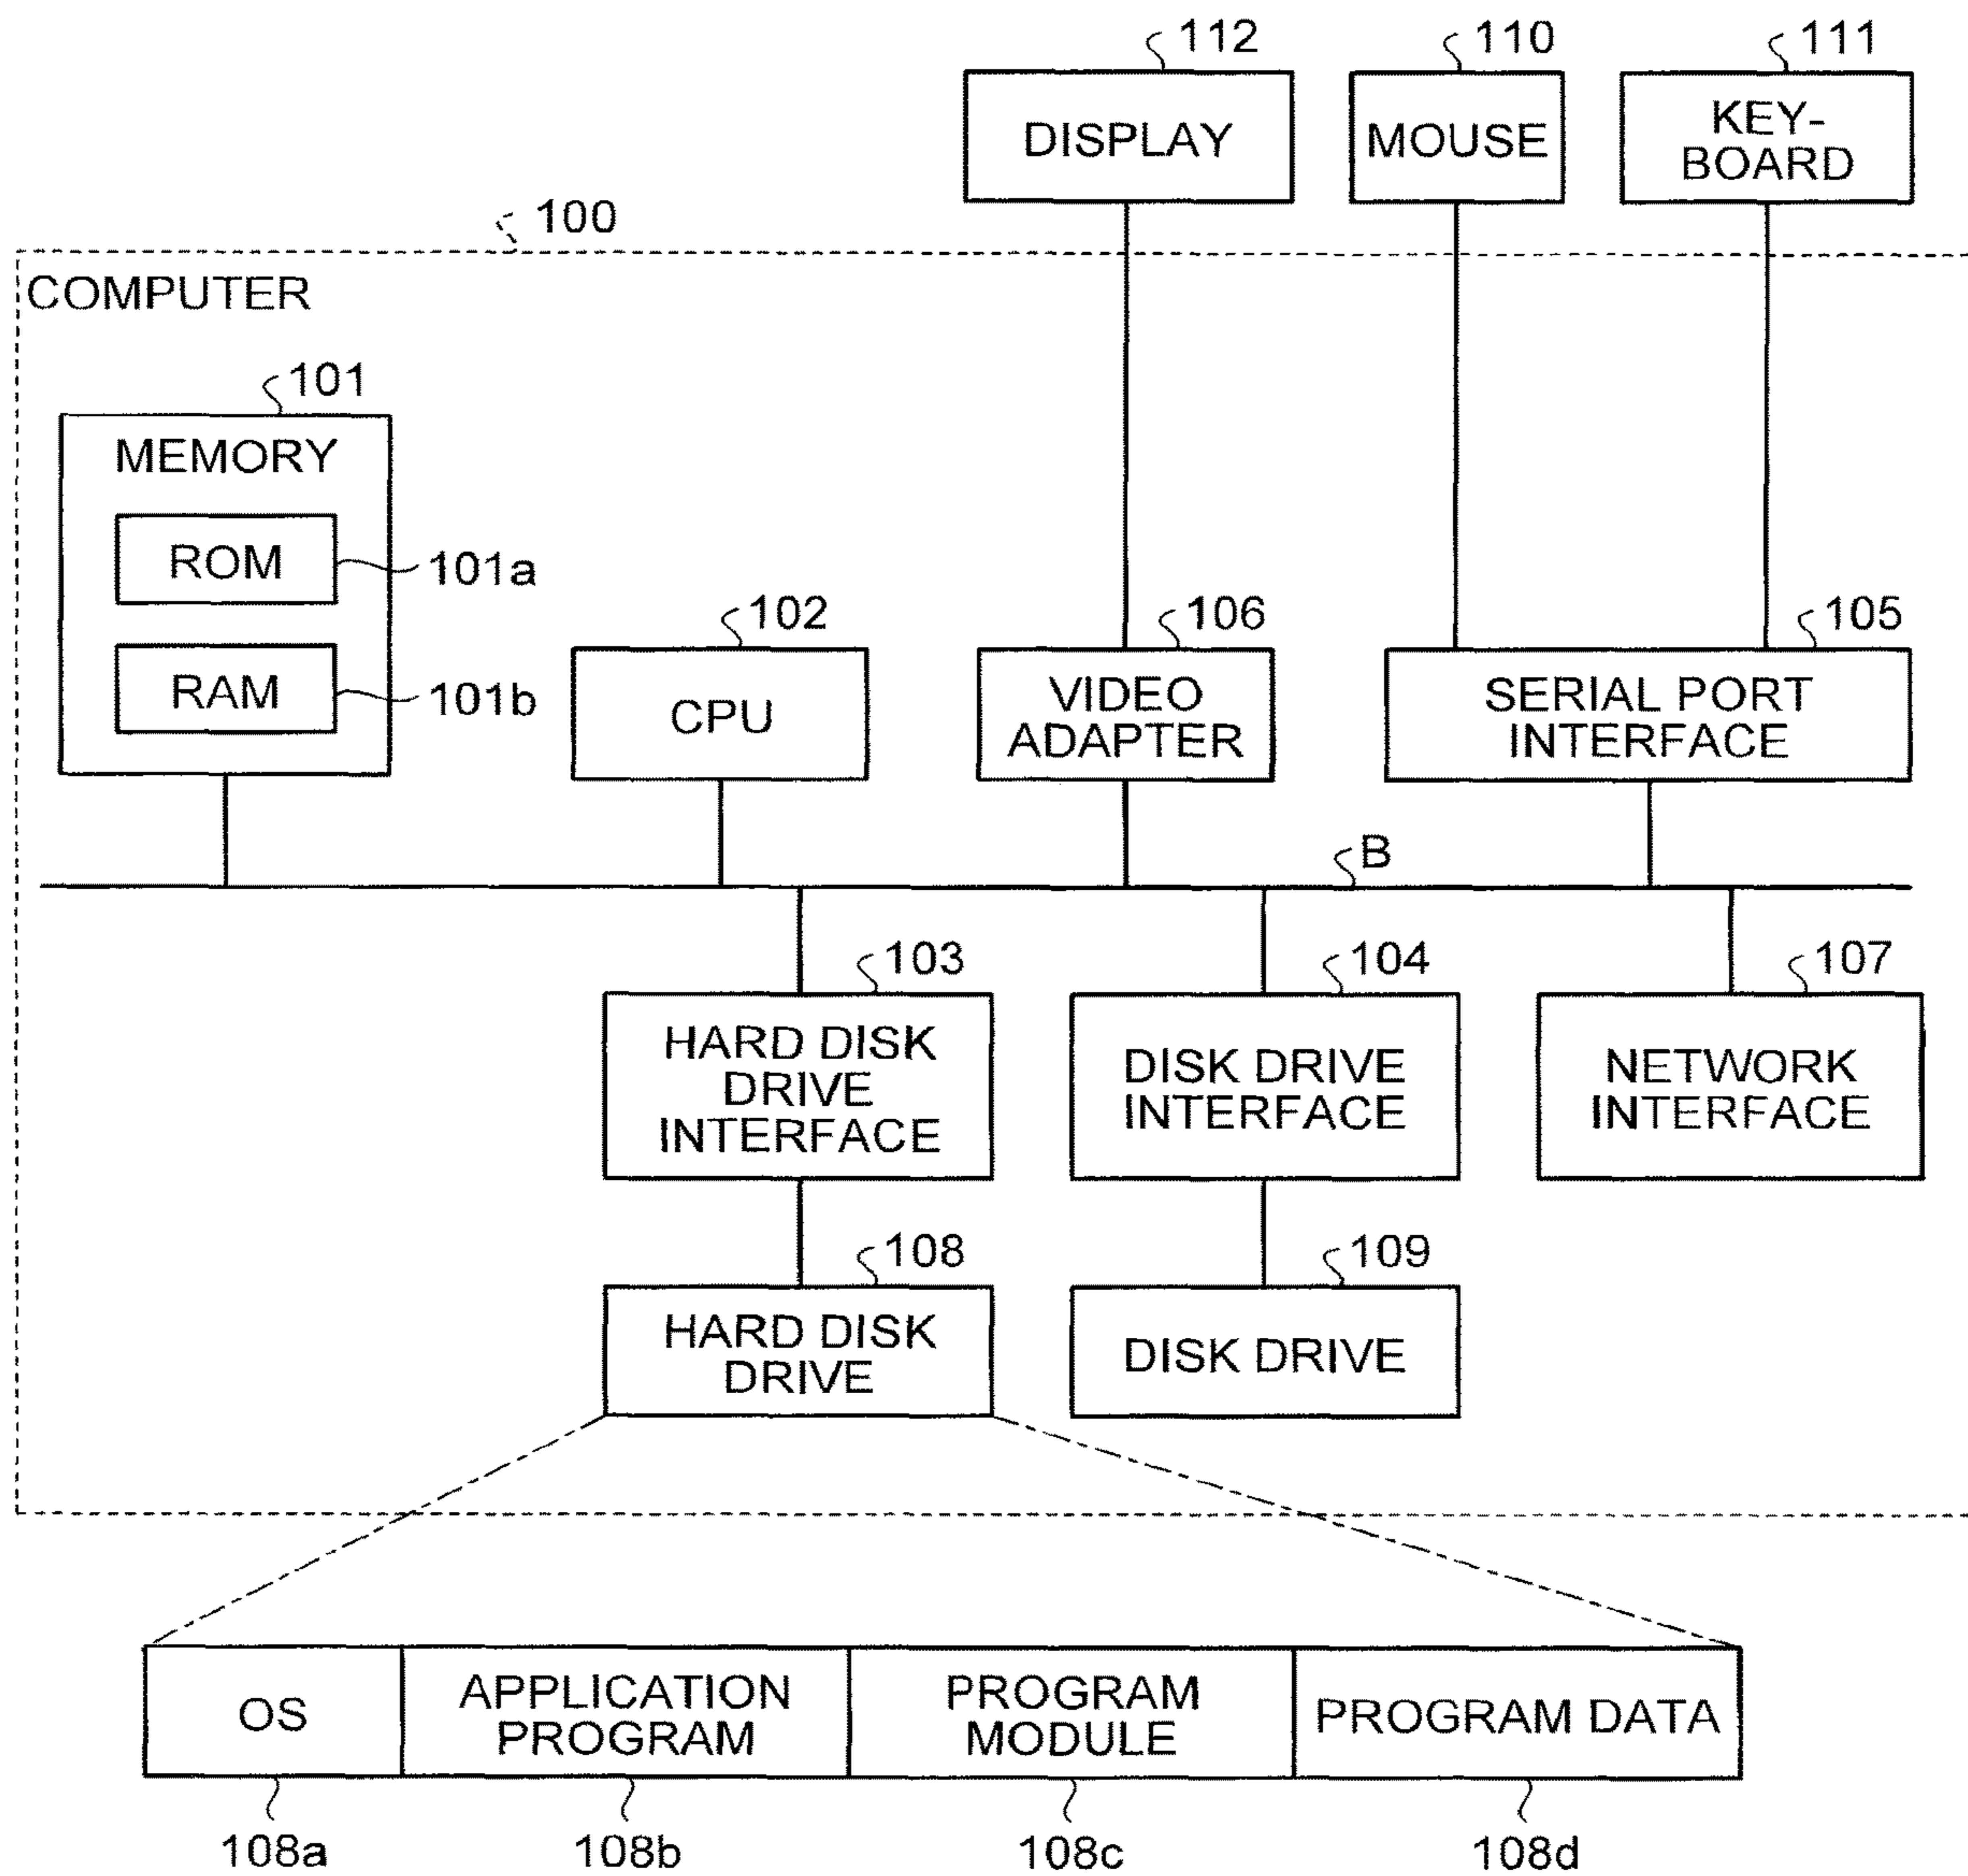 112
110
111
DISPLAY
MOUSE
KEY-
BOARD
100
COMPUTER
101
MEMORY
ROM
101a
RAM
101b
102
CPU
106
VIDEO
ADAPTER
105
SERIAL PORT
INTERFACE
B
103
HARD DISK
DRIVE
INTERFACE
104
DISK DRIVE
INTERFACE
107
NETWORK
INTERFACE
108
HARD DISK
DRIVE
109
DISK DRIVE
OS
APPLICATION
PROGRAM
PROGRAM
MODULE
PROGRAM DATA
108a
108b
108c
108d